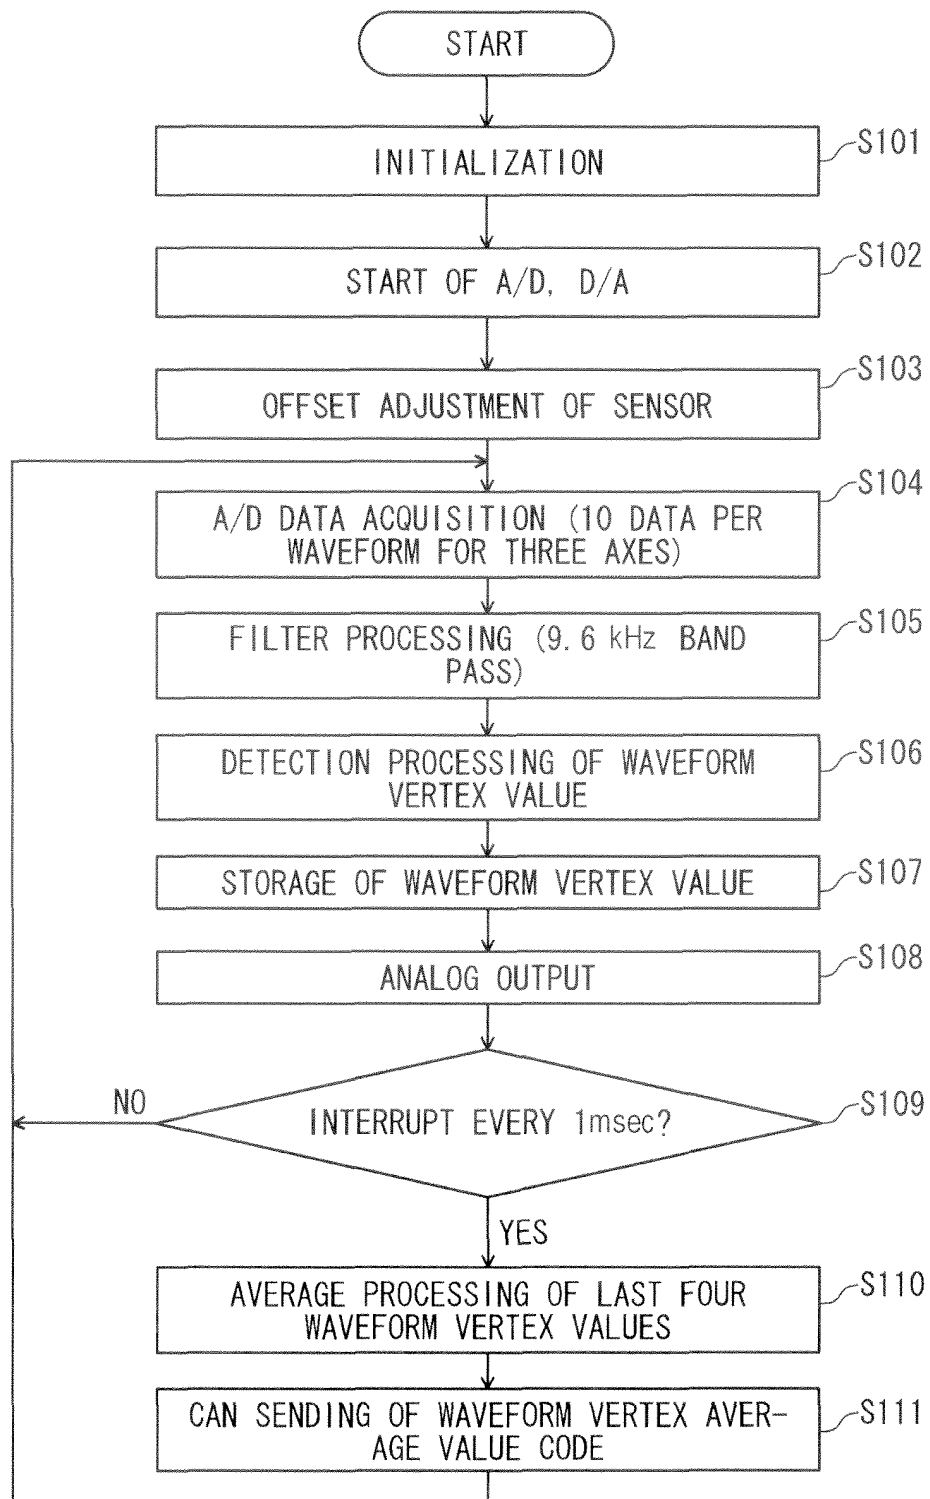 START
INITIALIZATION
S101
START OF A/D, D/A
S102
OFFSET ADJUSTMENT OF SENSOR
S103
A/D DATA ACQUISITION (10 DATA PER
WAVEFORM FOR THREE AXES)
S104
FILTER PROCESSING (9.6 kHz BAND
PASS)
S105
DETECTION PROCESSING OF WAVEFORM
VERTEX VALUE
S106
STORAGE OF WAVEFORM VERTEX VALUE
S107
ANALOG OUTPUT
S108
NO
INTERRUPT EVERY 1msec?
S109
YES
AVERAGE PROCESSING OF LAST FOUR
WAVEFORM VERTEX VALUES
S110
CAN SENDING OF WAVEFORM VERTEX AVER-
AGE VALUE CODE
S111